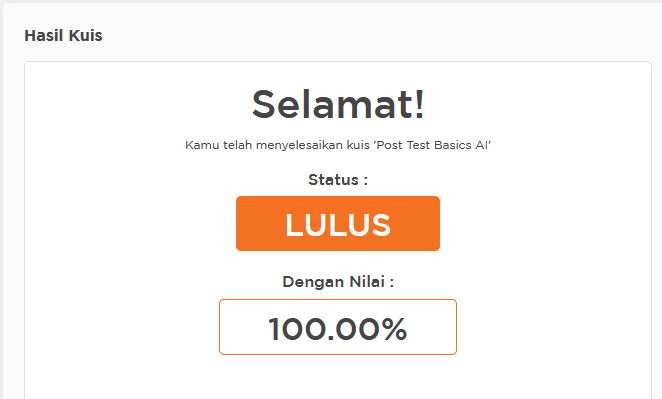 Hasil Kuis
Selamat!
Kamu telah menyelesaikan kuis 'Post Test Basics AI'
Status :
LULUS
Dengan Nilai :
100.00%